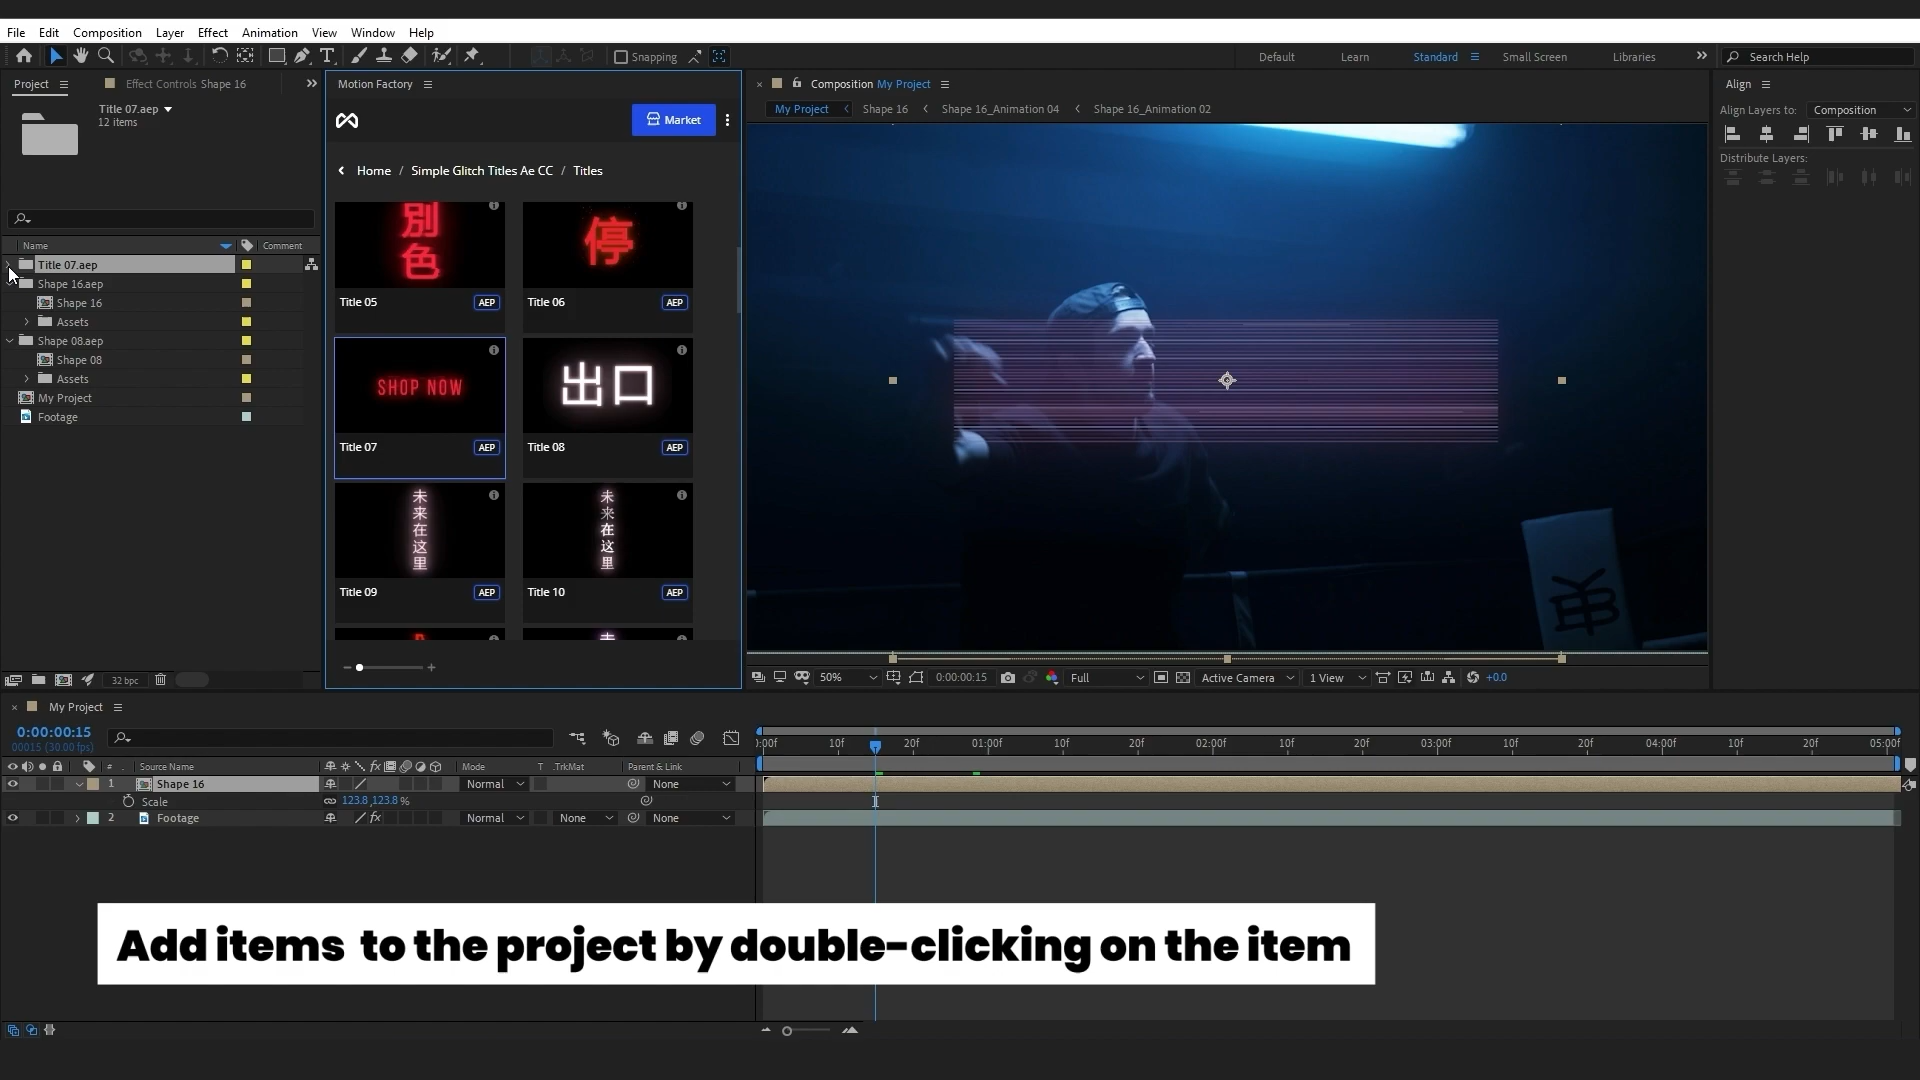 File Edit Composition Layer Effect Animation View Window Help
Snapping
Default Learn Standard Small Screen Libraries
Search Help
Project Effect Controls Shape 16
Title 07.aep
12 items
Name Comment
Title 07.aep
Shape 16.aep
Shape 16
Assets
Shape 08.aep
Shape 08
Assets
My Project
Footage
32 bpc
Motion Factory
Market
Home / Simple Glitch Titles Ae CC / Titles
別色
停
Title 05 AEP
Title 06 AEP
SHOP NOW
出口
Title 07 AEP
Title 08 AEP
未来在这里
未来在这里
Title 09 AEP
Title 10 AEP
Composition My Project
My Project Shape 16 Shape 16_Animation 04 Shape 16_Animation 02
50% 0:00:00:15 Full Active Camera 1 View +0.0
Align
Align Layers to: Composition
Distribute Layers:
My Project
0:00:00:15
00015 (30.00 fps)
# Source Name Mode T .TrkMat Parent & Link
1 Shape 16 Normal None
Scale 123.8,123.8%
2 Footage Normal None None
0:00f 10f 20f 01:00f 10f 20f 02:00f 10f 20f 03:00f 10f 20f 04:00f 10f 20f 05:00f
Add items to the project by double-clicking on the item